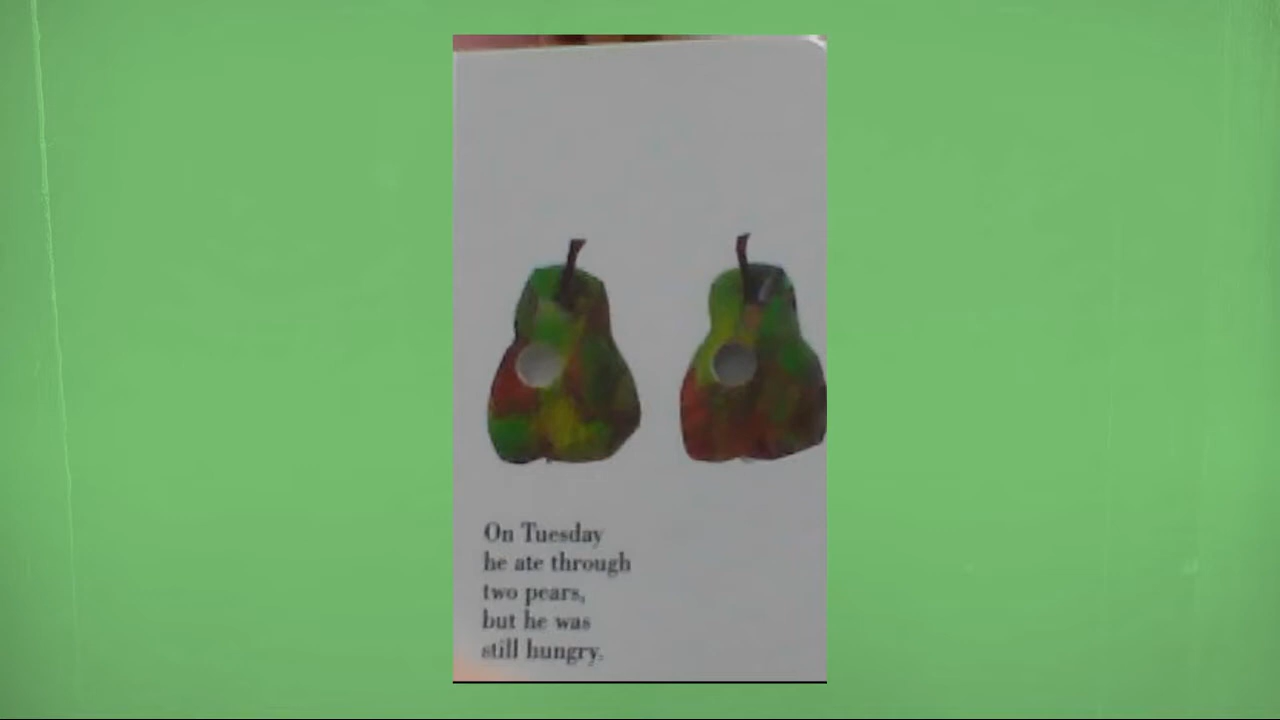 On Tuesday
he ate through
two pears,
but he was
still hungry.